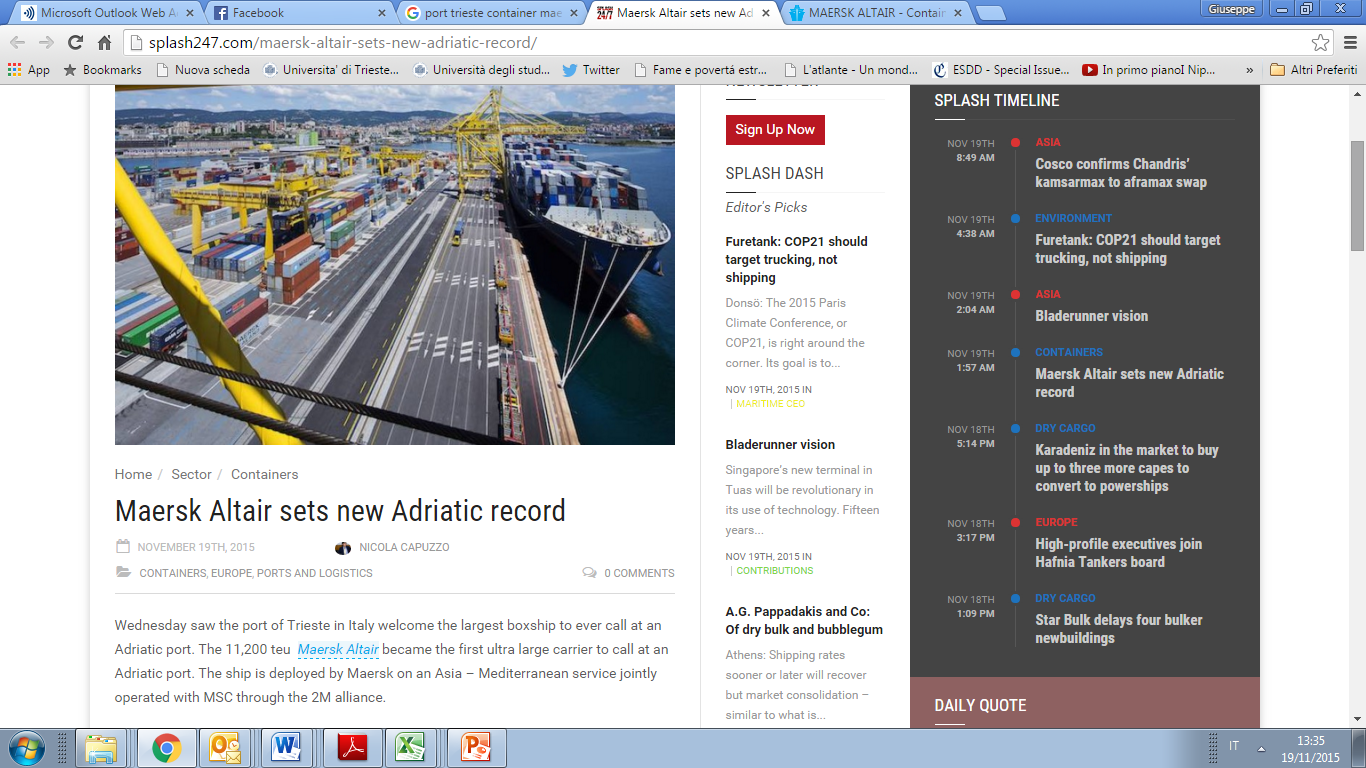 Microsoft Outlook Web A
Facebook
port trieste container mae
Maersk Altair sets new Ad
MAERSK ALTAIR - Contain
Giuseppe
splash247.com/maersk-altair-sets-new-adriatic-record/
App
Bookmarks
Nuova scheda
Universita' di Trieste...
Università degli stud...
Twitter
Fame e povertá estr...
L'atlante - Un mond...
ESDD - Special Issue...
In primo pianoI Nip...
»
Altri Preferiti
Home / Sector / Containers
Maersk Altair sets new Adriatic record
NOVEMBER 19TH, 2015
NICOLA CAPUZZO
CONTAINERS, EUROPE, PORTS AND LOGISTICS
0 COMMENTS
Wednesday saw the port of Trieste in Italy welcome the largest boxship to ever call at an
Adriatic port. The 11,200 teu Maersk Altair became the first ultra large carrier to call at an
Adriatic port. The ship is deployed by Maersk on an Asia – Mediterranean service jointly
operated with MSC through the 2M alliance.
NEWSLETTER
Sign Up Now
SPLASH DASH
Editor's Picks
Furetank: COP21 should
target trucking, not
shipping
Donsö: The 2015 Paris
Climate Conference, or
COP21, is right around the
corner. Its goal is to...
NOV 19TH, 2015 IN
| MARITIME CEO
Bladerunner vision
Singapore's new terminal in
Tuas will be revolutionary in
its use of technology. Fifteen
years...
NOV 19TH, 2015 IN
| CONTRIBUTIONS
A.G. Pappadakis and Co:
Of dry bulk and bubblegum
Athens: Shipping rates
sooner or later will recover
but market consolidation –
similar to what is...
SPLASH TIMELINE
NOV 19TH
8:49 AM
ASIA
Cosco confirms Chandris'
kamsarmax to aframax swap
NOV 19TH
4:38 AM
ENVIRONMENT
Furetank: COP21 should target
trucking, not shipping
NOV 19TH
2:04 AM
ASIA
Bladerunner vision
NOV 19TH
1:57 AM
CONTAINERS
Maersk Altair sets new Adriatic
record
NOV 18TH
5:14 PM
DRY CARGO
Karadeniz in the market to buy
up to three more capes to
convert to powerships
NOV 18TH
3:17 PM
EUROPE
High-profile executives join
Hafnia Tankers board
NOV 18TH
1:09 PM
DRY CARGO
Star Bulk delays four bulker
newbuildings
DAILY QUOTE
IT
13:35
19/11/2015